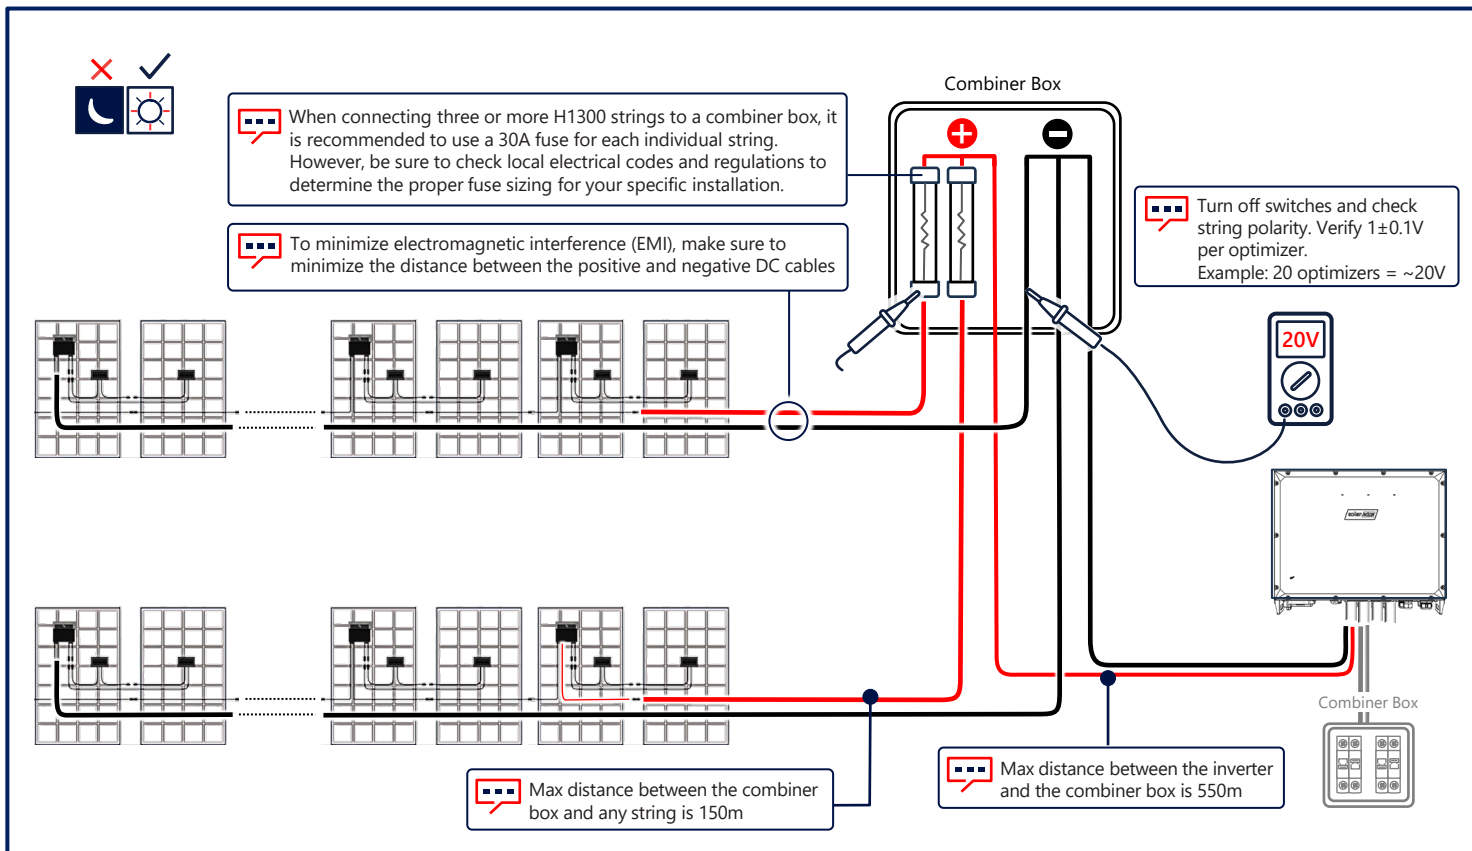 Combiner Box
When connecting three or more H1300 strings to a combiner box, it
is recommended to use a 30A fuse for each individual string.
However, be sure to check local electrical codes and regulations to
determine the proper fuse sizing for your specific installation.
Turn off switches and check
string polarity. Verify 1±0.1V
per optimizer.
Example: 20 optimizers = ~20V
To minimize electromagnetic interference (EMI), make sure to
minimize the distance between the positive and negative DC cables
20V
solaredge
Combiner Box
Max distance between the inverter
and the combiner box is 550m
Max distance between the combiner
box and any string is 150m